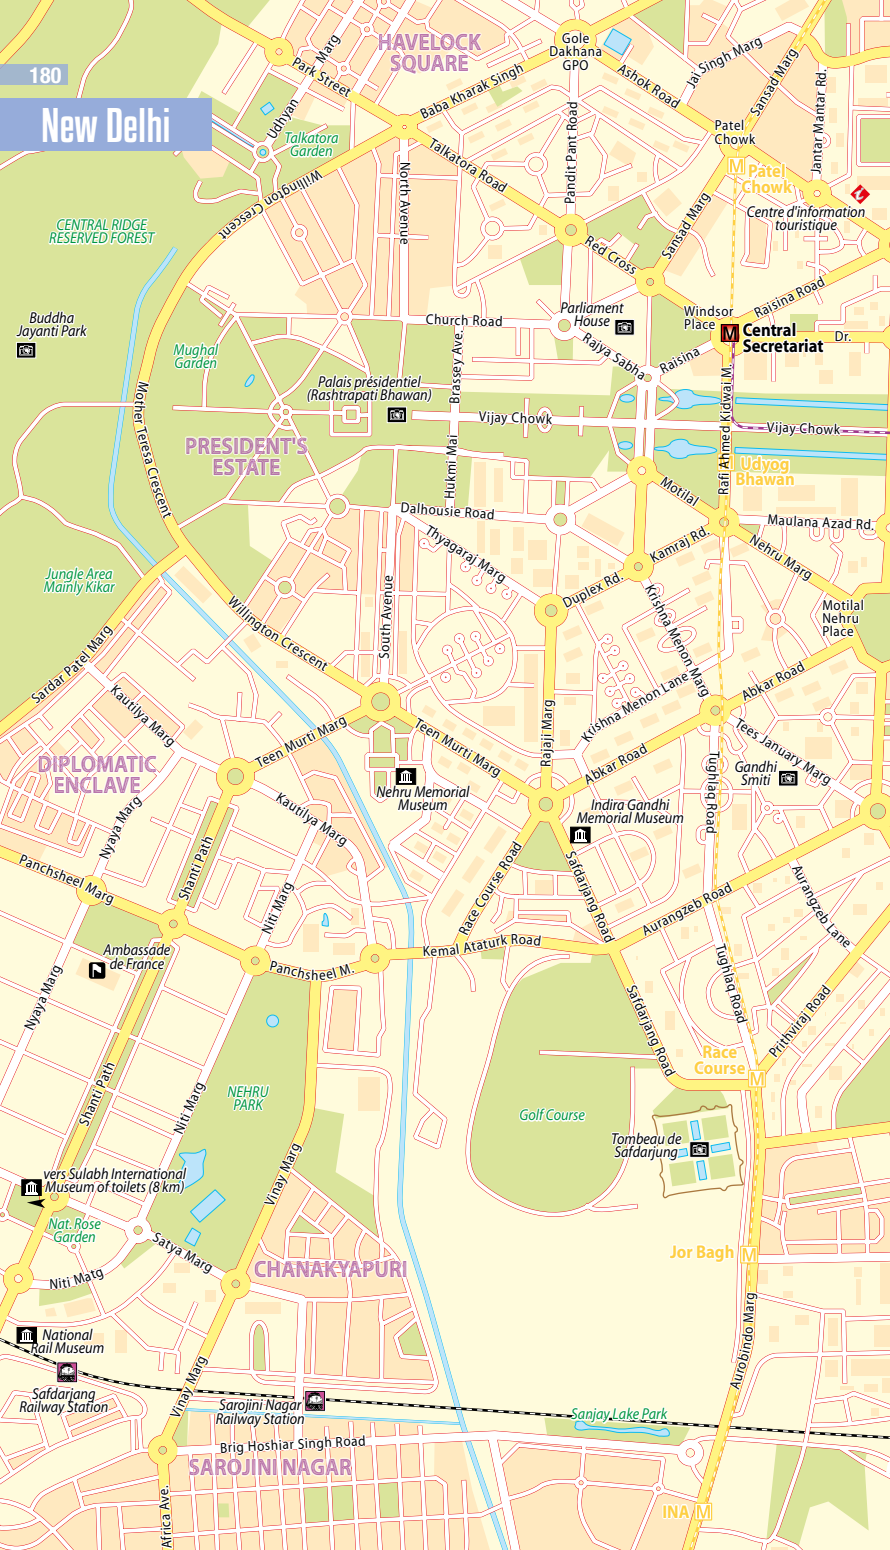 180
New Delhi
HAVELOCK
SQUARE
Gole
Dakhana
GPO
Park Street
Udhyan Marg
Baba Kharak Singh
Ashok Road
Jai Singh Marg
Sansad Marg
Jantar Mantar Rd.
Talkatora
Garden
Patel
Chowk
M Patel
Chowk
Talkatora Road
North Avenue
Pandit Pant Road
Willington Crescent
CENTRAL RIDGE
RESERVED FOREST
Centre d'information
touristique
Red Cross
Sansad Marg
Buddha
Jayanti Park
Parliament
House
Windsor
Place
Raisina Road
M Central
Secretariat
Church Road
Brassey Ave.
Rajya Sabha
Raisina
Dr.
Mughal
Garden
Palais présidentiel
(Rashtrapati Bhawan)
Mother Teresa Crescent
Vijay Chowk
Rafi Ahmed Kidwai M.
Vijay Chowk
PRESIDENT'S
ESTATE
Hukmi Mai
Udyog
Bhawan
Motilal
Dalhousie Road
Maulana Azad Rd.
Thyagaraj Marg
Kamraj Rd.
Nehru Marg
Jungle Area
Mainly Kikar
Duplex Rd.
South Avenue
Krishna Menon Marg
Motilal
Nehru
Place
Willington Crescent
Sardar Patel Marg
Kautilya Marg
Abkar Road
Krishna Menon Lane
Teen Murti Marg
Teen Murti Marg
Rajaji Marg
Tees January Marg
Abkar Road
Tughlaq Road
DIPLOMATIC
ENCLAVE
Gandhi
Smiti
Nehru Memorial
Museum
Indira Gandhi
Memorial Museum
Kautilya Marg
Nyaya Marg
Shanti Path
Panchsheel Marg
Race Course Road
Safdarjang Road
Aurangzeb Road
Aurangzeb Lane
Niti Marg
Ambassade
de France
Panchsheel M.
Kemal Ataturk Road
Nyaya Marg
Tughlaq Road
Safdarjang Road
Prithviraj Road
Race
Course M
Shanti Path
Niti Marg
NEHRU
PARK
Golf Course
Tombeau de
Safdarjung
vers Sulabh International
Museum of toilets (8 km)
Vinay Marg
Nat. Rose
Garden
Satya Marg
Jor Bagh M
CHANAKYAPURI
Niti Matg
National
Rail Museum
Aurobindo Marg
Safdarjang
Railway Station
Vinay Marg
Sarojini Nagar
Railway Station
Sanjay Lake Park
Brig Hoshiar Singh Road
SAROJINI NAGAR
Africa Ave.
INA M